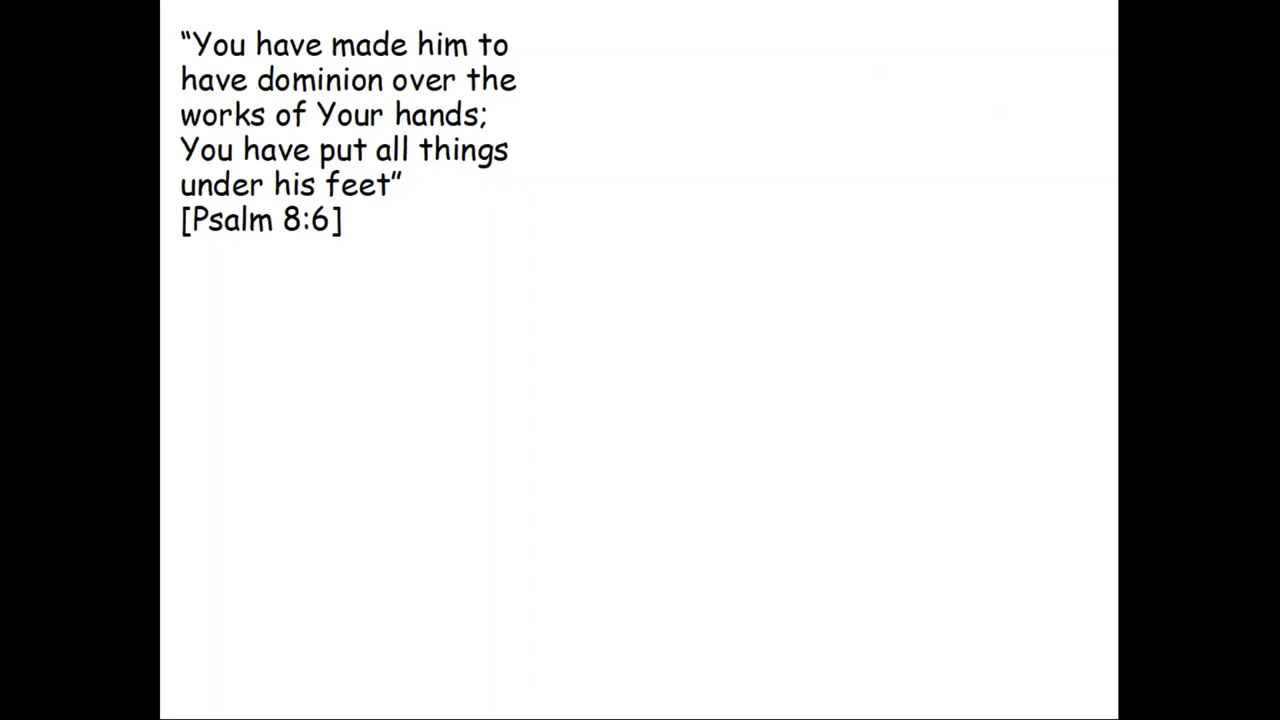 “You have made him to
have dominion over the
works of Your hands;
You have put all things
under his feet”
[Psalm 8:6]